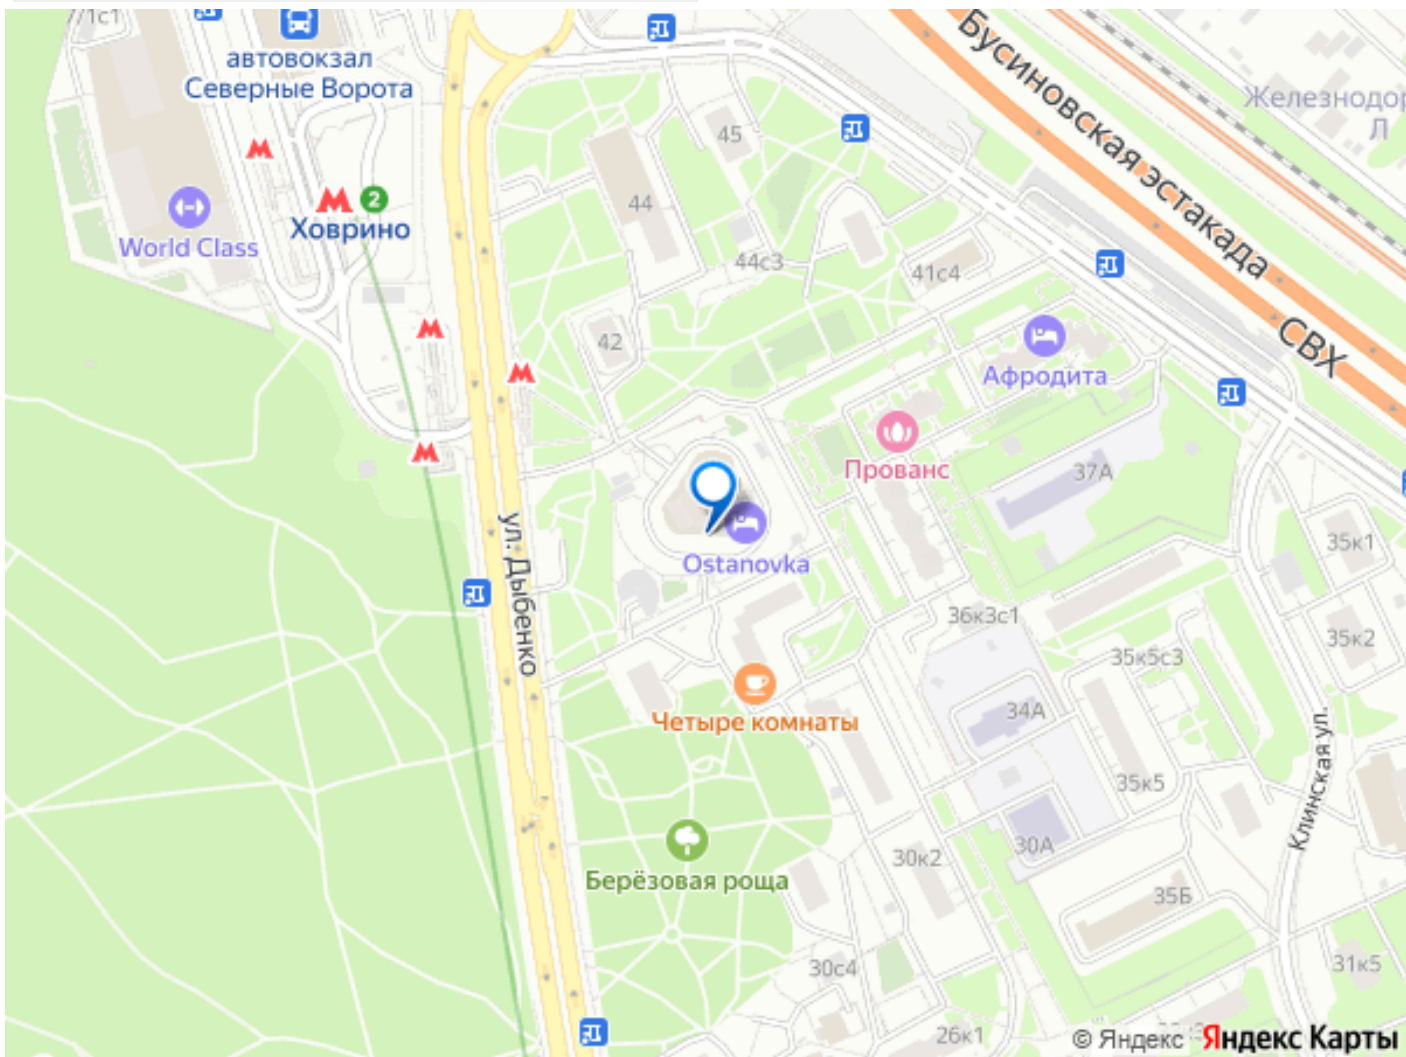 7/1с1
автовокзал
Северные Ворота
World Class
2
Ховрино
45
44
44с3
41с4
42
Бусиновская эстакада
СВХ
Железнодор
Л
Афродита
Прованс
37А
Ostanovka
ул. Дыбенко
36к3с1
35к1
35к2
35к5с3
34А
Четыре комнаты
35к5
Клинская ул.
30А
30к2
Берёзовая роща
35Б
30с4
31к5
26к1
© Яндекс
Яндекс Карты